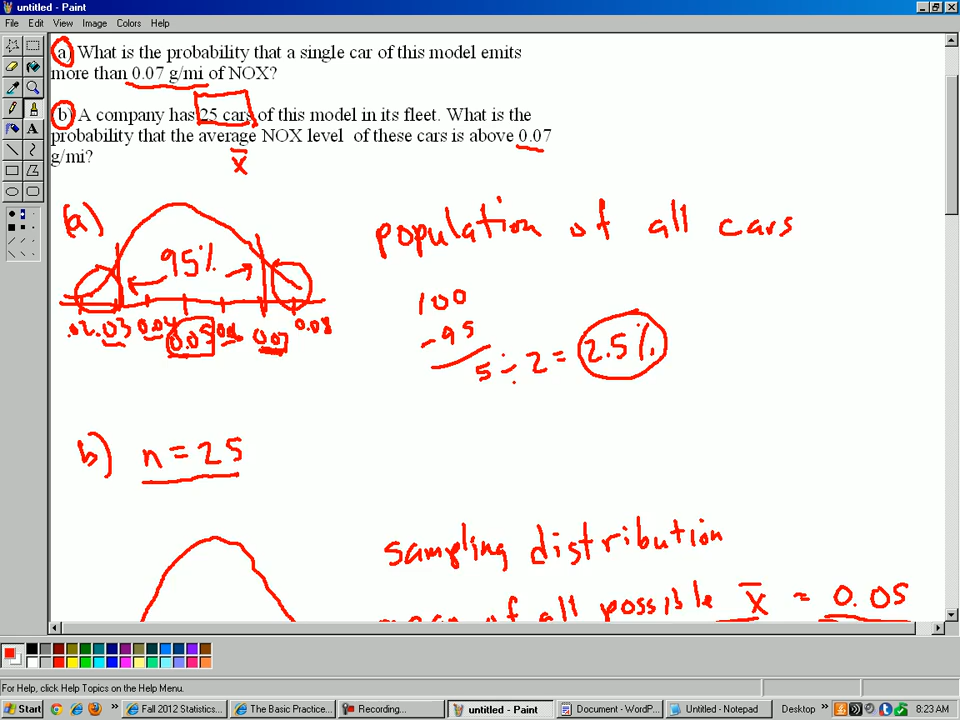 untitled - Paint
File Edit View Image Colors Help
a) What is the probability that a single car of this model emits
more than 0.07 g/mi of NOX?
b) A company has 25 cars of this model in its fleet. What is the
probability that the average NOX level of these cars is above 0.07
g/mi?
x̄
(a)
population of all cars
95%
.02 .03 0.04 0.05 0.07 0.08
100
-95
5 ÷ 2 = 2.5%
b) n = 25
sampling distribution
mean of all possible x̄ = 0.05
For Help, click Help Topics on the Help Menu.
Start Fall 2012 Statistics... The Basic Practice... Recording... untitled - Paint Document - WordP... Untitled - Notepad Desktop 8:23 AM